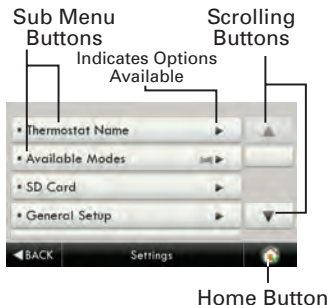 Sub Menu
Buttons
Scrolling
Buttons
Indicates Options
Available
• Thermostat Name
• Available Modes
• SD Card
• General Setup
◀BACK
Settings
Home Button